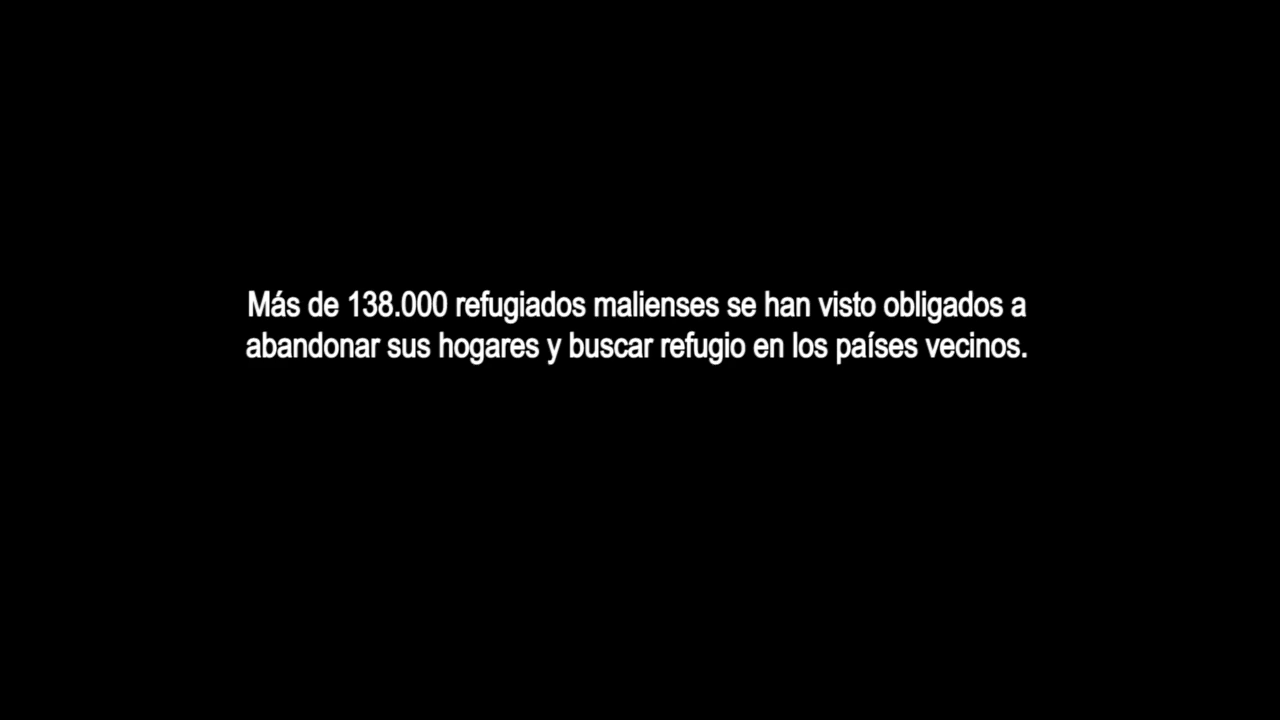 Más de 138.000 refugiados malienses se han visto obligados a
abandonar sus hogares y buscar refugio en los países vecinos.